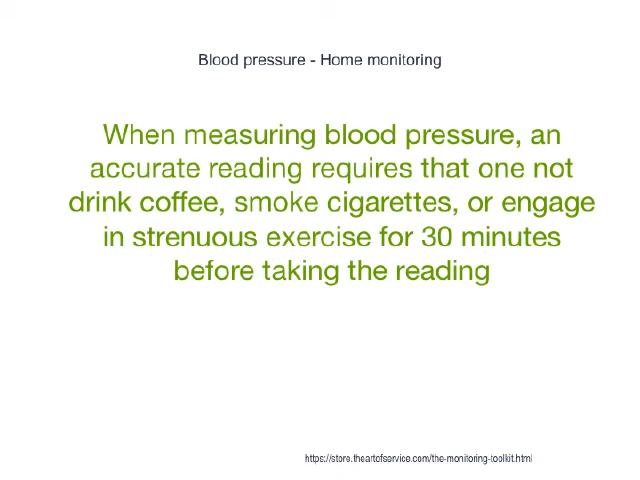 Blood pressure - Home monitoring
When measuring blood pressure, an
accurate reading requires that one not
drink coffee, smoke cigarettes, or engage
in strenuous exercise for 30 minutes
before taking the reading
https://store.theartofservice.com/the-monitoring-toolkit.html